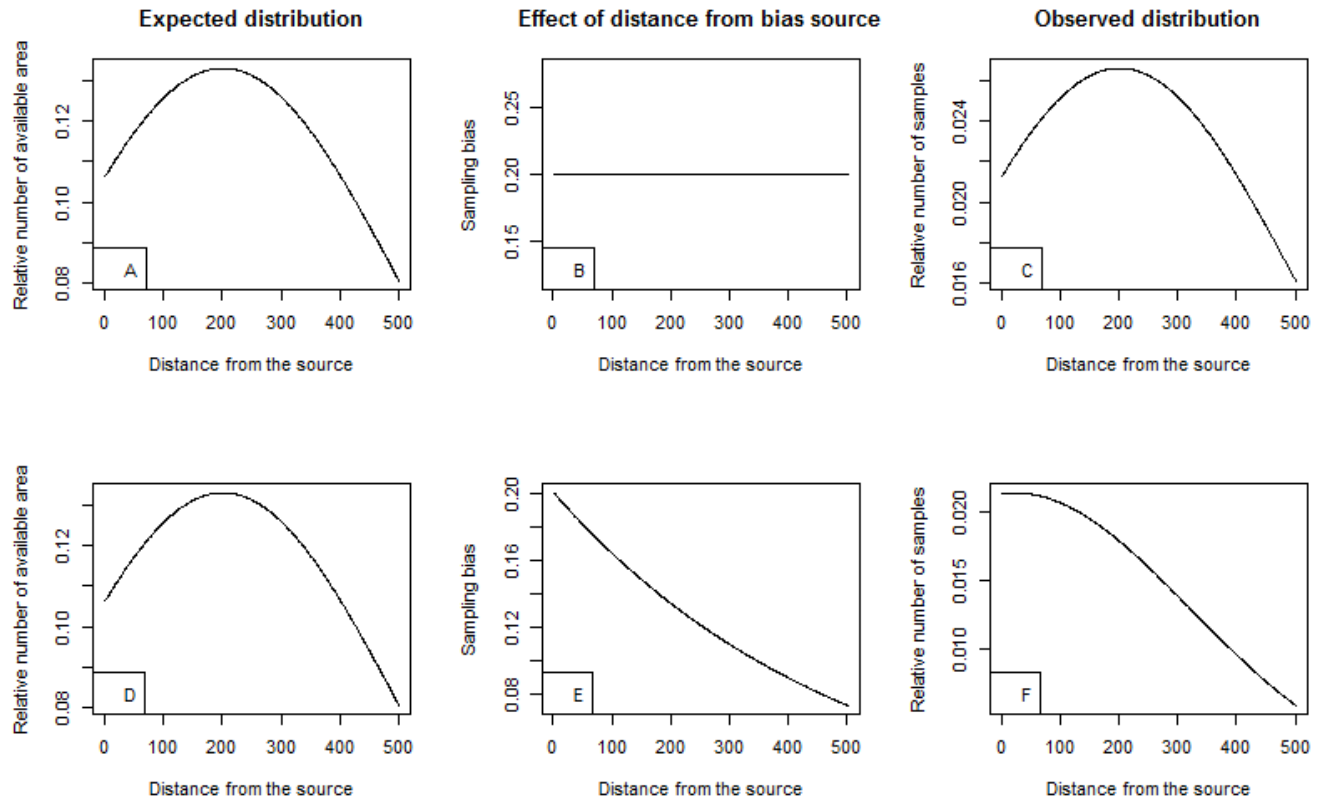 Expected distribution
Effect of distance from bias source
Observed distribution
Relative number of available area
0.08 0.10 0.12
A
0 100 200 300 400 500
Distance from the source
Sampling bias
0.15 0.20 0.25
B
0 100 200 300 400 500
Distance from the source
Relative number of samples
0.016 0.020 0.024
C
0 100 200 300 400 500
Distance from the source
Relative number of available area
0.08 0.10 0.12
D
0 100 200 300 400 500
Distance from the source
Sampling bias
0.08 0.12 0.16 0.20
E
0 100 200 300 400 500
Distance from the source
Relative number of samples
0.010 0.015 0.020
F
0 100 200 300 400 500
Distance from the source